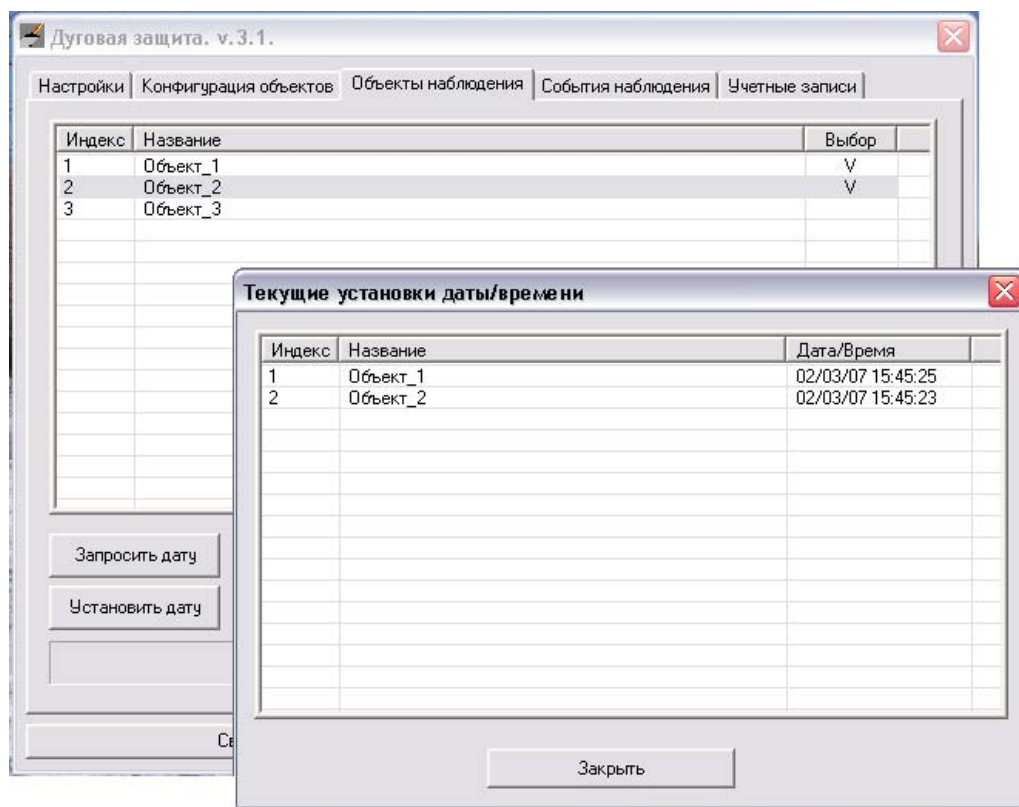 Дуговая защита. v.3.1.
Настройки Конфигурация объектов Объекты наблюдения События наблюдения Учетные записи
Индекс Название Выбор
1 Объект_1 V
2 Объект_2 V
3 Объект_3
Запросить дату
Установить дату
Текущие установки даты/времени
Индекс Название Дата/Время
1 Объект_1 02/03/07 15:45:25
2 Объект_2 02/03/07 15:45:23
Закрыть